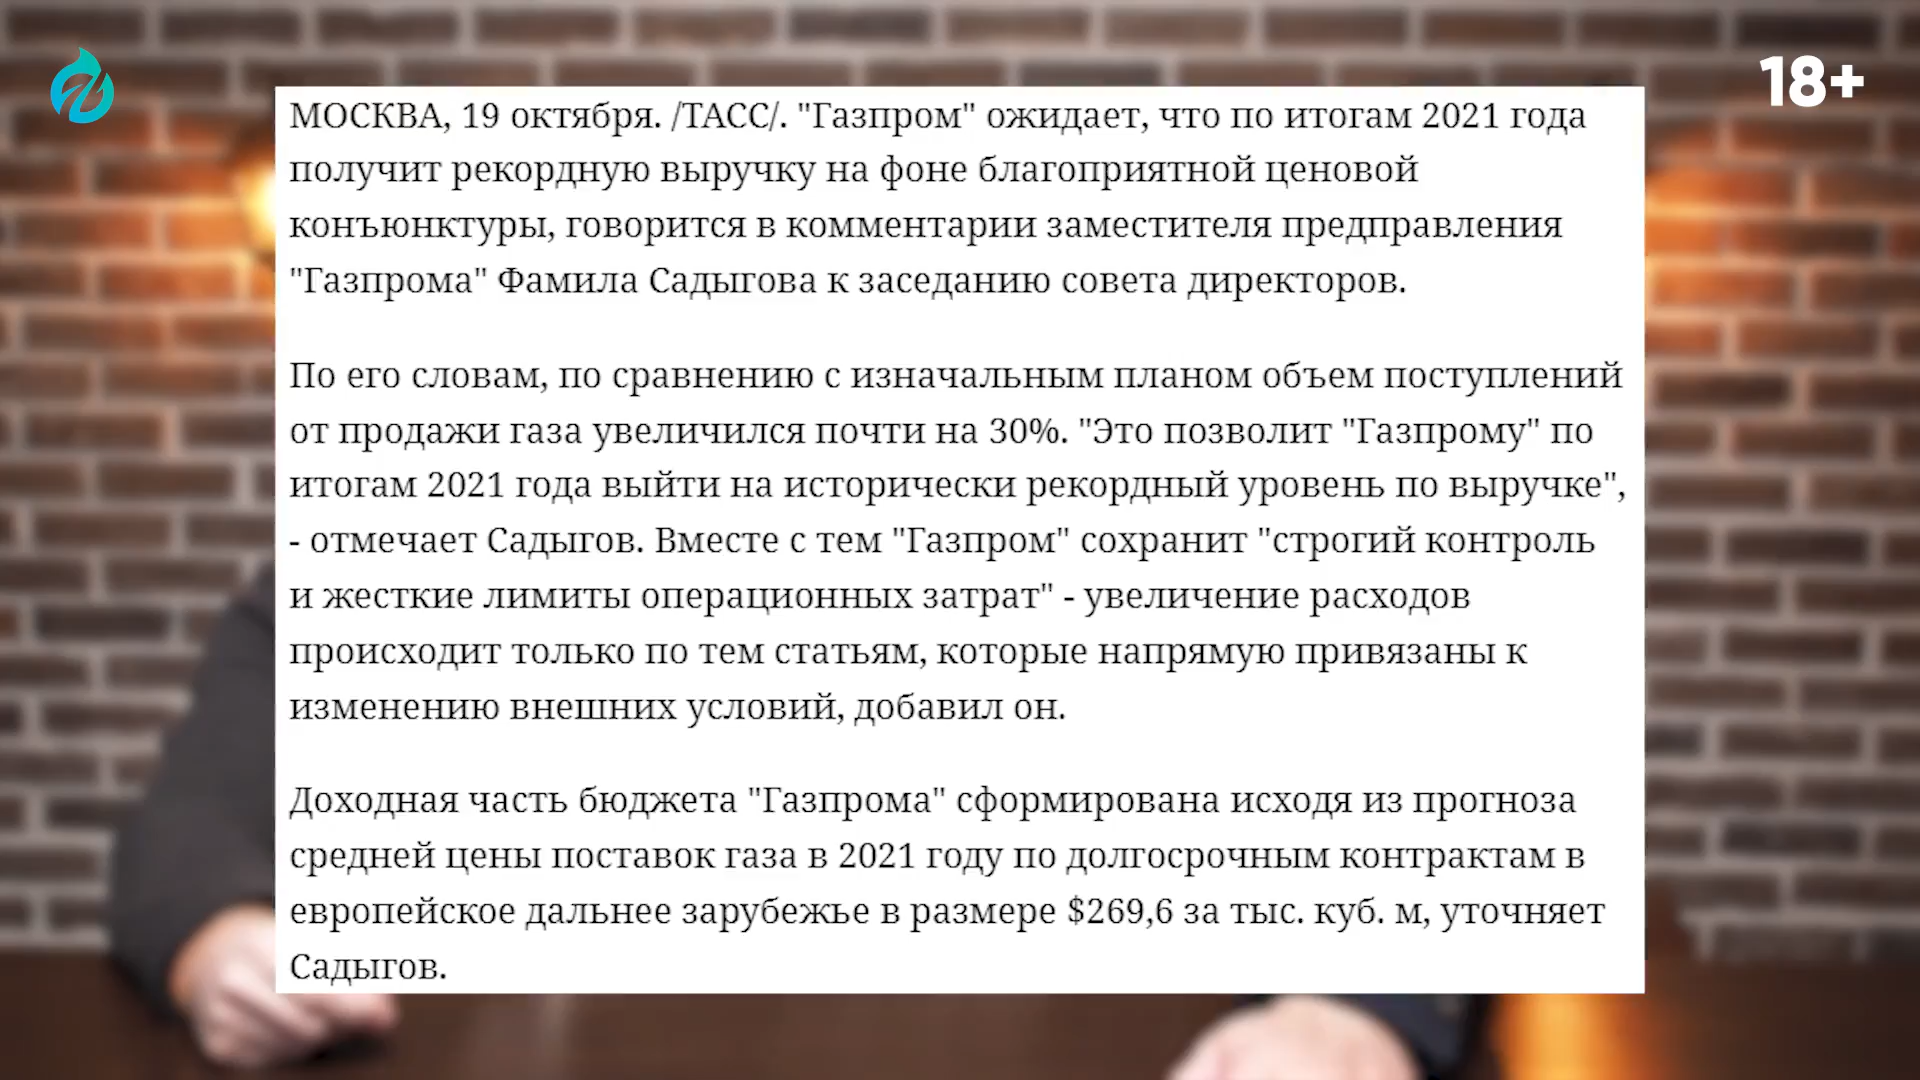 18+
МОСКВА, 19 октября. /ТАСС/. "Газпром" ожидает, что по итогам 2021 года
получит рекордную выручку на фоне благоприятной ценовой
конъюнктуры, говорится в комментарии заместителя предправления
"Газпрома" Фамила Садыгова к заседанию совета директоров.
По его словам, по сравнению с изначальным планом объем поступлений
от продажи газа увеличился почти на 30%. "Это позволит "Газпрому" по
итогам 2021 года выйти на исторически рекордный уровень по выручке",
- отмечает Садыгов. Вместе с тем "Газпром" сохранит "строгий контроль
и жесткие лимиты операционных затрат" - увеличение расходов
происходит только по тем статьям, которые напрямую привязаны к
изменению внешних условий, добавил он.
Доходная часть бюджета "Газпрома" сформирована исходя из прогноза
средней цены поставок газа в 2021 году по долгосрочным контрактам в
европейское дальнее зарубежье в размере $269,6 за тыс. куб. м, уточняет
Садыгов.